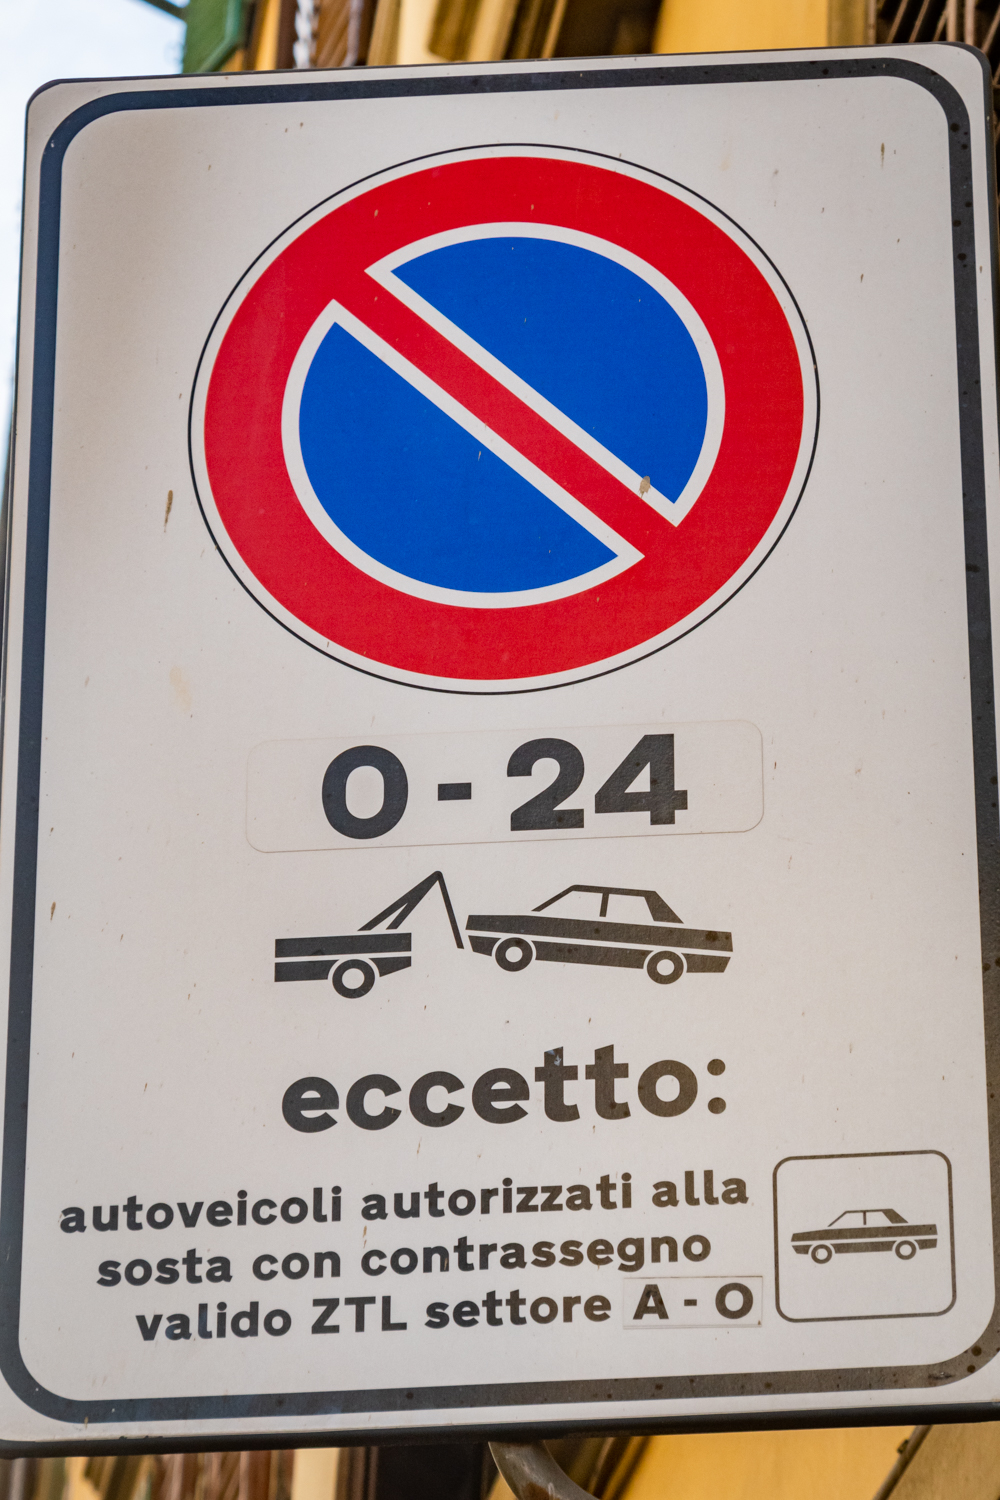 0 - 24
eccetto:
autoveicoli autorizzati alla
sosta con contrassegno
valido ZTL settore A - O